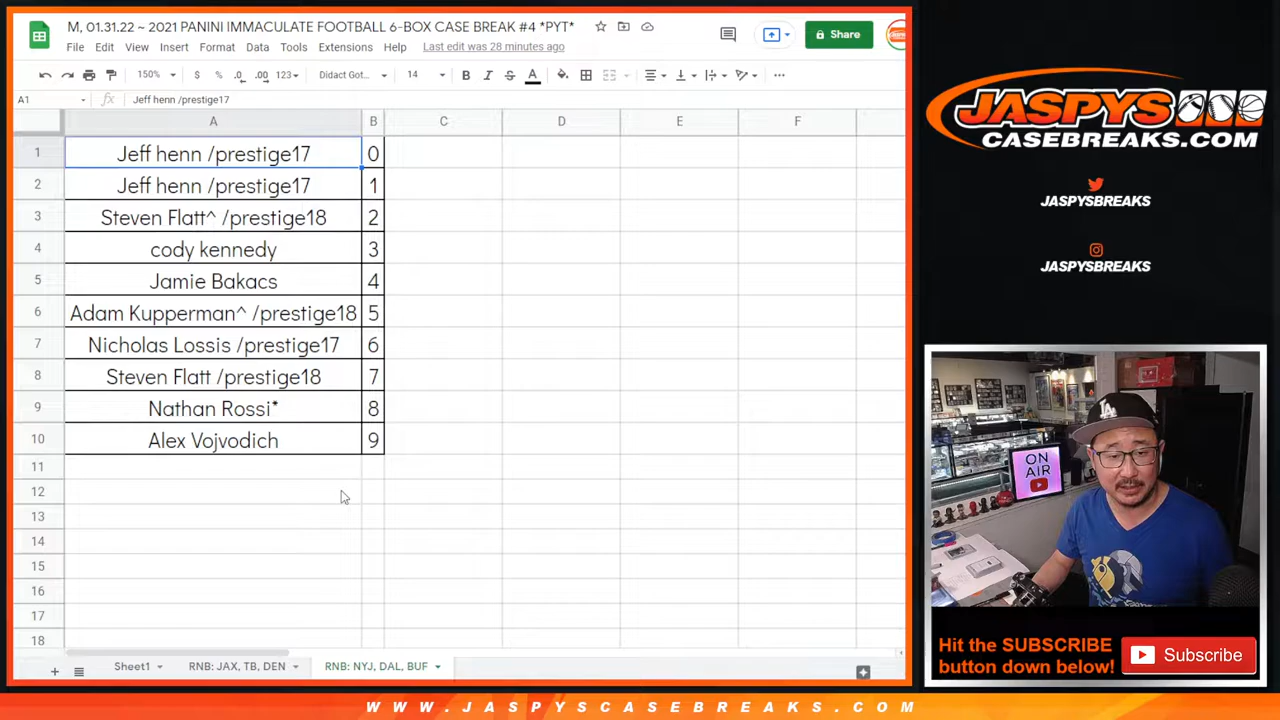 M, 01.31.22 ~ 2021 PANINI IMMACULATE FOOTBALL 6-BOX CASE BREAK #4 *PYT*
File Edit View Insert Format Data Tools Extensions Help Last edit was 28 minutes ago
Share
150% $ % .0 .00 123 Didact Got... 14 B I S A
A1 fx Jeff henn /prestige17
A B C D E F
1 Jeff henn /prestige17 0
2 Jeff henn /prestige17 1
3 Steven Flatt^ /prestige18 2
4 cody kennedy 3
5 Jamie Bakacs 4
6 Adam Kupperman^ /prestige18 5
7 Nicholas Lossis /prestige17 6
8 Steven Flatt /prestige18 7
9 Nathan Rossi* 8
10 Alex Vojvodich 9
11
12
13
14
15
16
17
18
Sheet1 RNB: JAX, TB, DEN RNB: NYJ, DAL, BUF
JASPYS
CASEBREAKS.COM
JASPYSBREAKS
JASPYSBREAKS
LA
ON
AIR
Hit the SUBSCRIBE
button down below!
Subscribe
WWW.JASPYSCASEBREAKS.COM